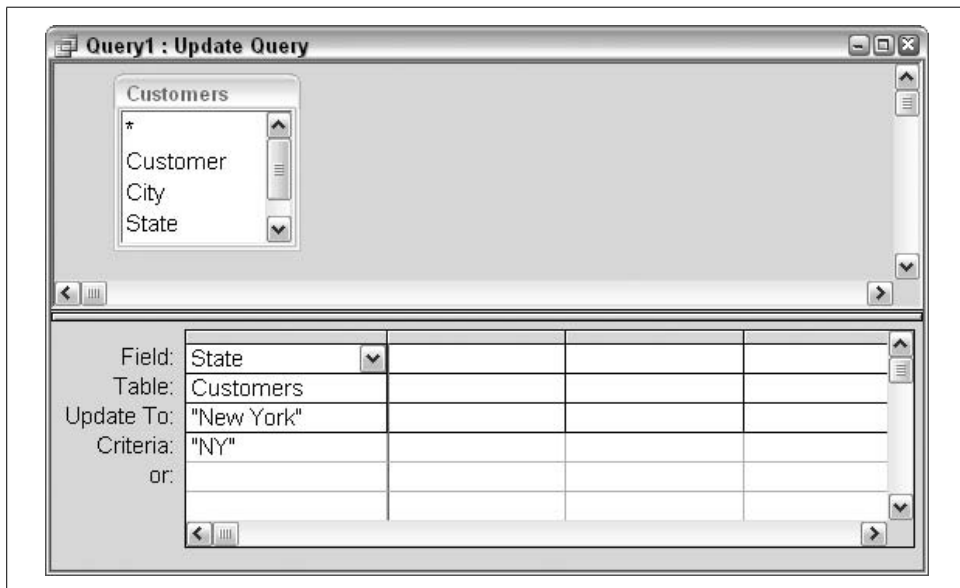 Query1 : Update Query
Customers
*
Customer
City
State
Field: State
Table: Customers
Update To: "New York"
Criteria: "NY"
or: